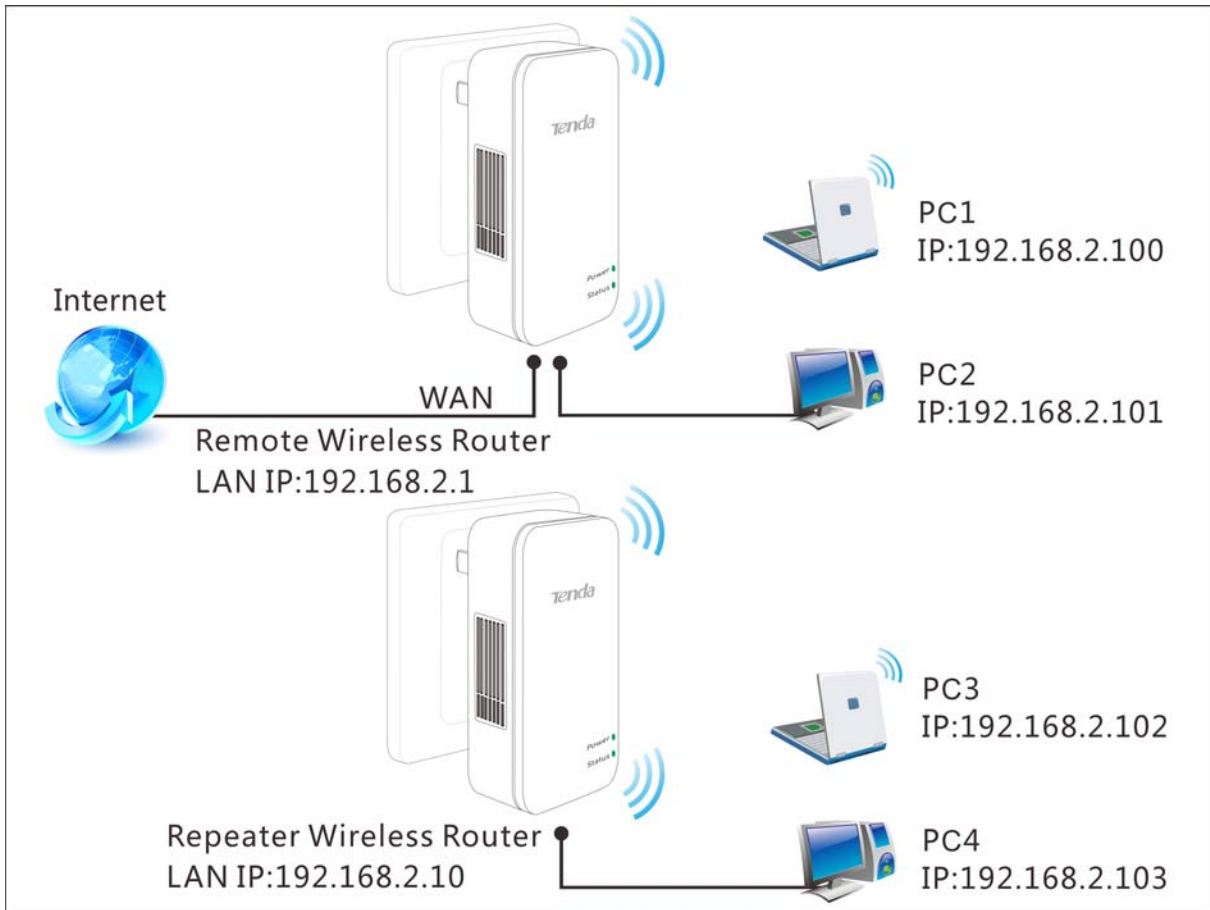 Tenda
Power
Status
PC1
IP:192.168.2.100
Internet
WAN
PC2
IP:192.168.2.101
Remote Wireless Router
LAN IP:192.168.2.1
Tenda
Power
Status
PC3
IP:192.168.2.102
Repeater Wireless Router
LAN IP:192.168.2.10
PC4
IP:192.168.2.103